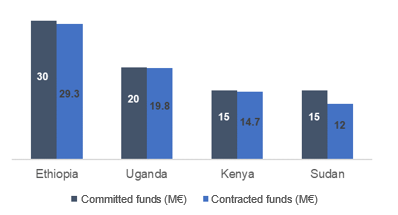 30 29.3 20 19.8 15 14.7 15 12
Ethiopia Uganda Kenya Sudan
Committed funds (M€) Contracted funds (M€)